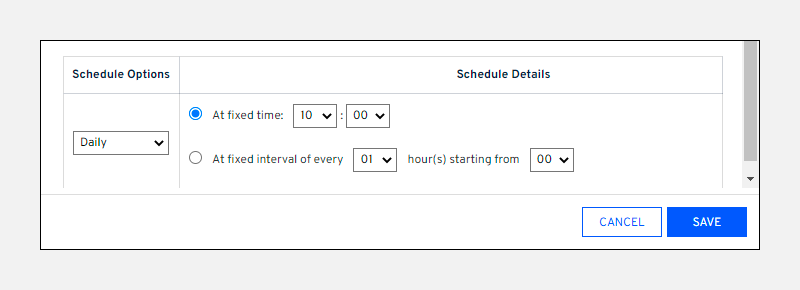 Schedule Options Schedule Details
Daily
At fixed time: 10 : 00
At fixed interval of every 01 hour(s) starting from 00
CANCEL SAVE